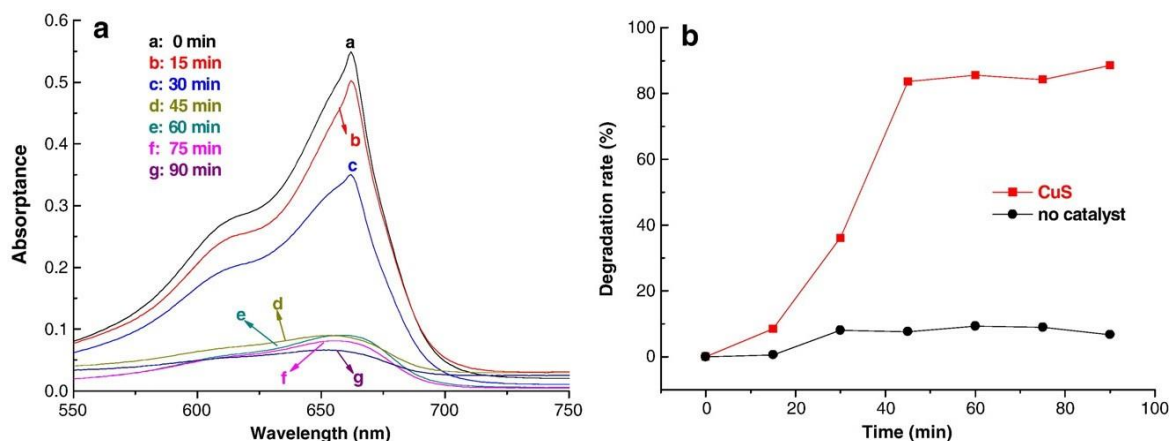 a
a: 0 min
b: 15 min
c: 30 min
d: 45 min
e: 60 min
f: 75 min
g: 90 min
a
b
c
d
e
f
g
0.6
0.5
0.4
0.3
0.2
0.1
0.0
550
600
650
700
750
Absorptance
Wavelength (nm)
b
100
80
60
40
20
0
0
20
40
60
80
100
Degradation rate (%)
Time (min)
CuS
no catalyst